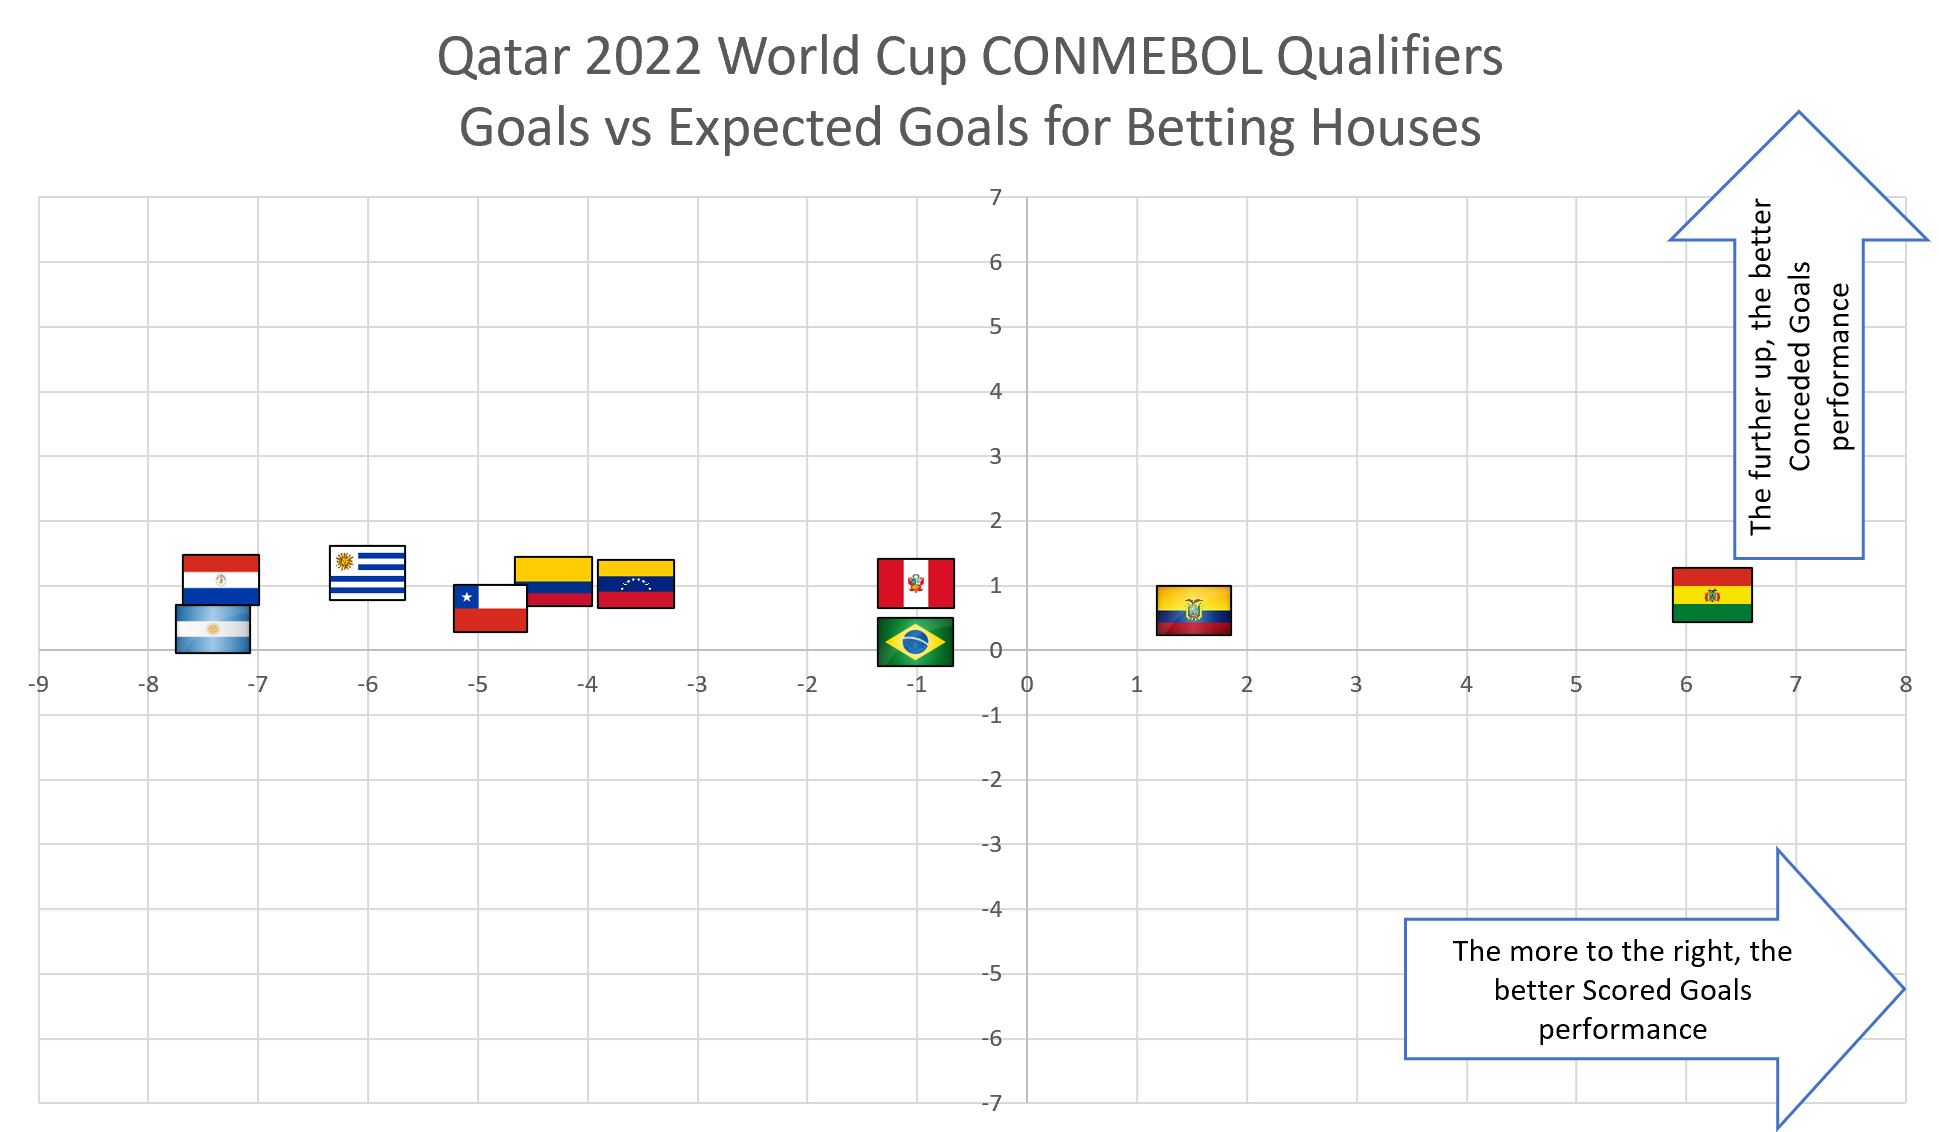 Qatar 2022 World Cup CONMEBOL Qualifiers
Goals vs Expected Goals for Betting Houses
The further up, the better
Conceded Goals
performance
7
6
5
4
3
2
1
0
-9 -8 -7 -6 -5 -4 -3 -2 -1 0 1 2 3 4 5 6 7 8
-1
-2
-3
-4
-5
-6
-7
The more to the right, the
better Scored Goals
performance